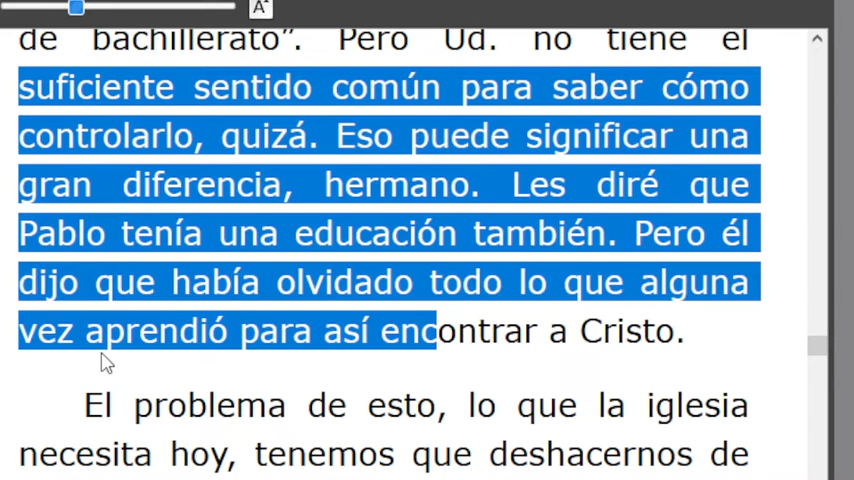 A
de bachillerato”. Pero Ud. no tiene el
suficiente sentido común para saber cómo
controlarlo, quizá. Eso puede significar una
gran diferencia, hermano. Les diré que
Pablo tenía una educación también. Pero él
dijo que había olvidado todo lo que alguna
vez aprendió para así encontrar a Cristo.
El problema de esto, lo que la iglesia
necesita hoy, tenemos que deshacernos de